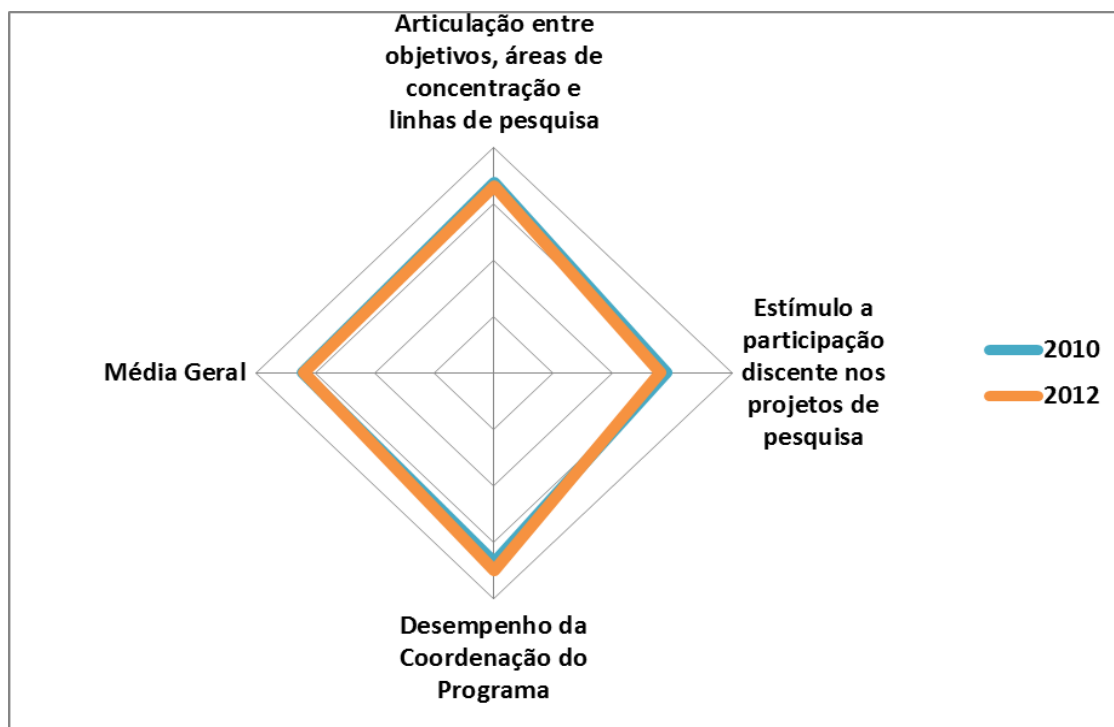 Articulação entre
objetivos, áreas de
concentração e
linhas de pesquisa
Estímulo a
participação
discente nos
projetos de
pesquisa
2010
2012
Média Geral
Desempenho da
Coordenação do
Programa